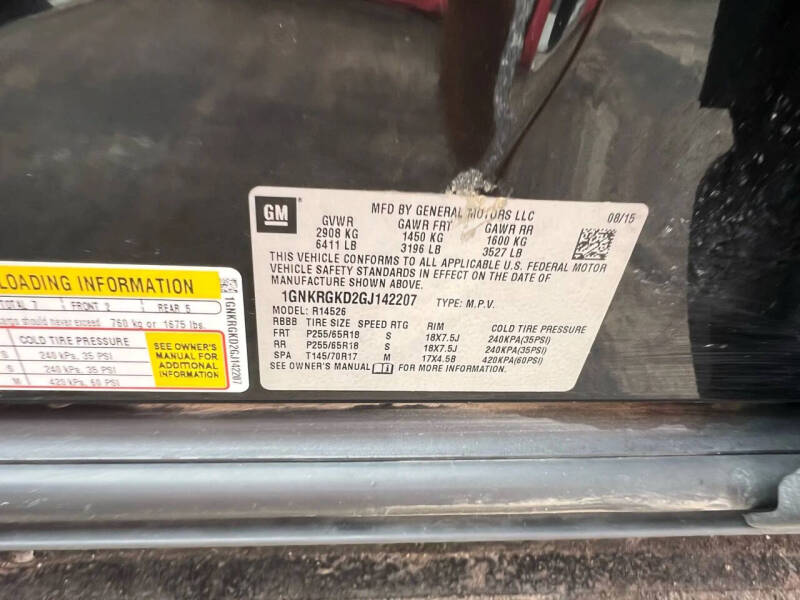 GM
MFD BY GENERAL MOTORS LLC 08/15
GVWR GAWR FRT GAWR RR
2908 KG 1450 KG 1600 KG
6411 LB 3196 LB 3527 LB
THIS VEHICLE CONFORMS TO ALL APPLICABLE U.S. FEDERAL MOTOR
VEHICLE SAFETY STANDARDS IN EFFECT ON THE DATE OF
MANUFACTURE SHOWN ABOVE.
1GNKRGKD2GJ142207 TYPE: M.P.V.
MODEL: R14526
RBBB TIRE SIZE SPEED RTG RIM COLD TIRE PRESSURE
FRT P255/65R18 S 18X7.5J 240KPA(35PSI)
RR P255/65R18 S 18X7.5J 240KPA(35PSI)
SPA T145/70R17 M 17X4.5B 420KPA(60PSI)
SEE OWNER'S MANUAL FOR MORE INFORMATION.
LOADING INFORMATION
TOTAL 7 FRONT 2 REAR 5
should never exceed 760 kg or 1675 lbs.
COLD TIRE PRESSURE
S 240 kPa, 35 PSI
S 240 kPa, 35 PSI
M 420 kPa, 60 PSI
SEE OWNER'S
MANUAL FOR
ADDITIONAL
INFORMATION
1GNKRGKD2GJ142207